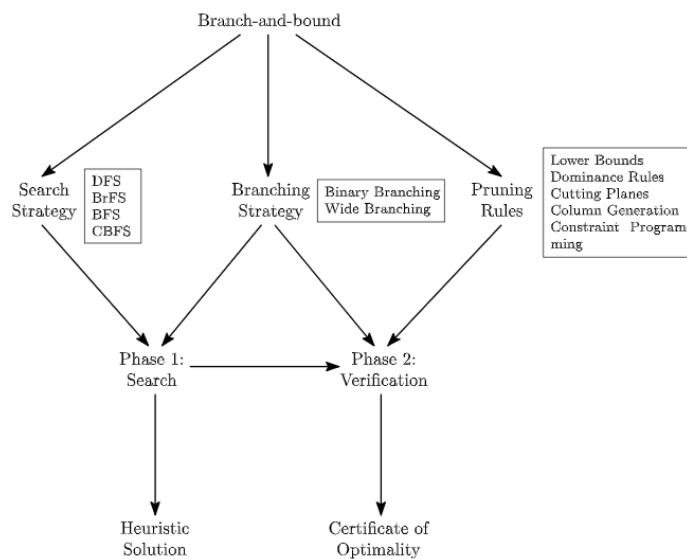 Branch-and-bound
Search
Strategy
DFS
BrFS
BFS
CBFS
Branching
Strategy
Binary Branching
Wide Branching
Pruning
Rules
Lower Bounds
Dominance Rules
Cutting Planes
Column Generation
Constraint Program
ming
Phase 1:
Search
Phase 2:
Verification
Heuristic
Solution
Certificate of
Optimality